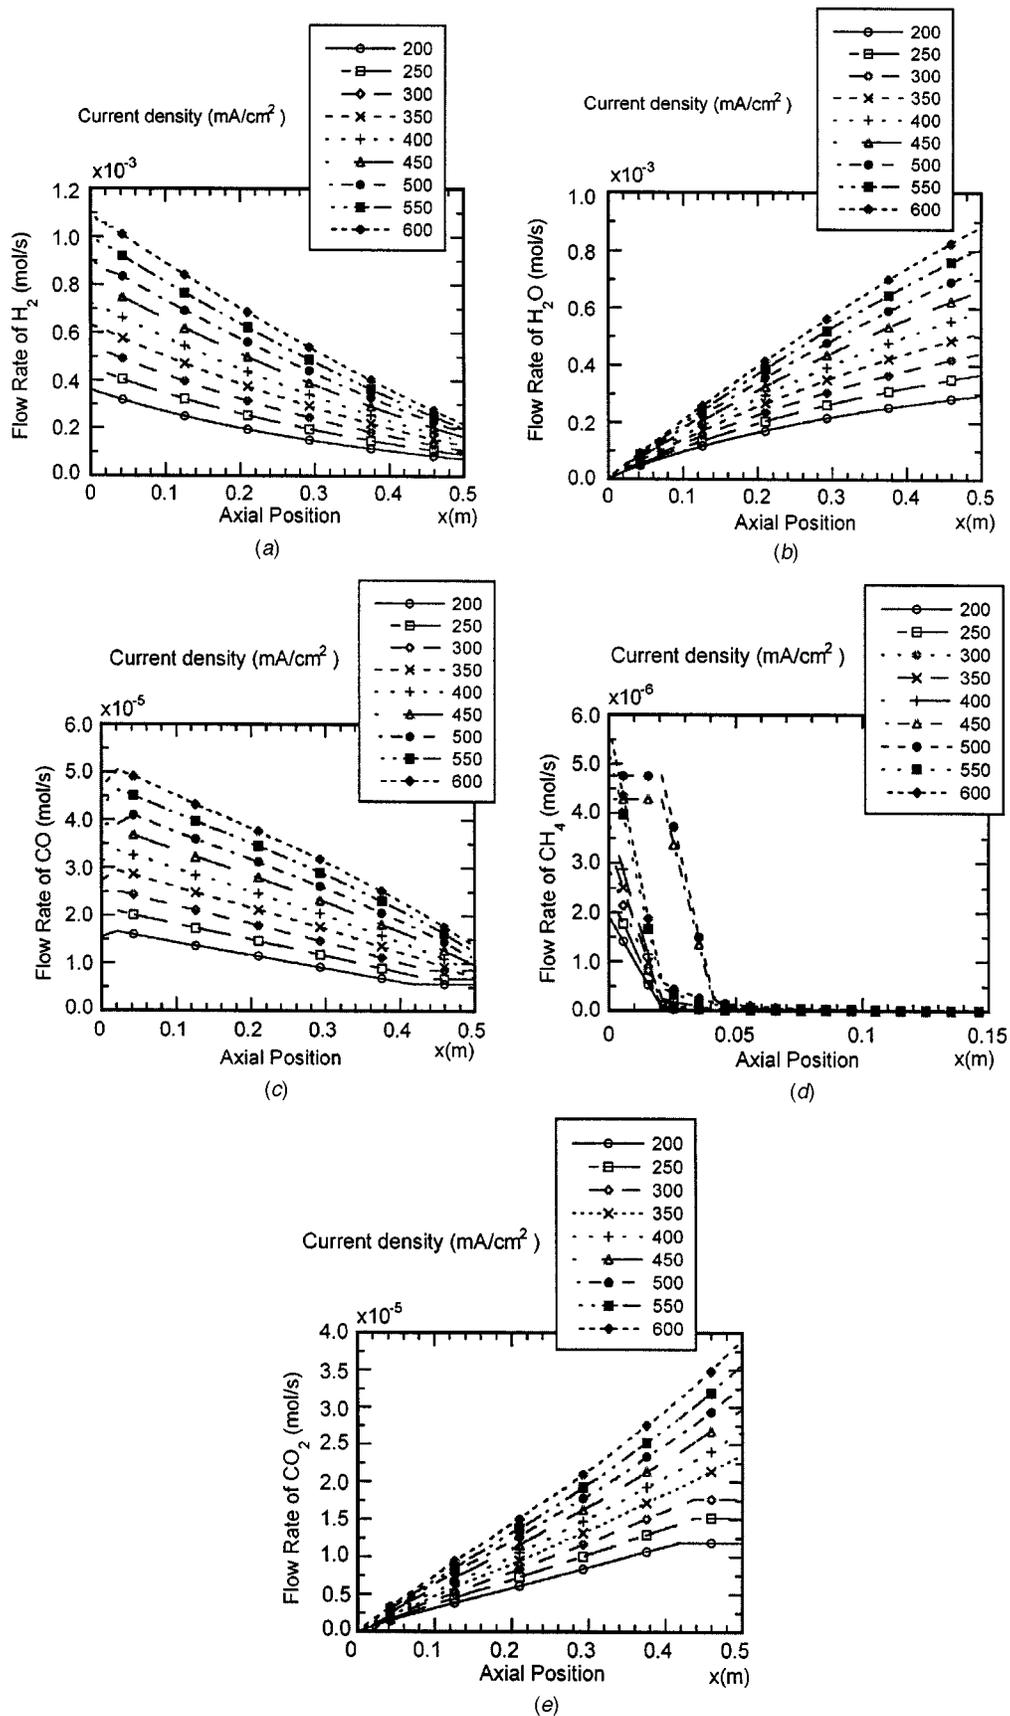 200
250
300
350
400
450
500
550
600
Current density (mA/cm² )
x10⁻³
Flow Rate of H₂ (mol/s)
1.2
1.0
0.8
0.6
0.4
0.2
0.0
0 0.1 0.2 0.3 0.4 0.5
Axial Position x(m)
(a)
200
250
300
350
400
450
500
550
600
Current density (mA/cm² )
x10⁻³
Flow Rate of H₂O (mol/s)
1.0
0.8
0.6
0.4
0.2
0.0
0 0.1 0.2 0.3 0.4 0.5
Axial Position x(m)
(b)
200
250
300
350
400
450
500
550
600
Current density (mA/cm² )
x10⁻⁵
Flow Rate of CO (mol/s)
6.0
5.0
4.0
3.0
2.0
1.0
0.0
0 0.1 0.2 0.3 0.4 0.5
Axial Position x(m)
(c)
200
250
300
350
400
450
500
550
600
Current density (mA/cm² )
x10⁻⁶
Flow Rate of CH₄ (mol/s)
6.0
5.0
4.0
3.0
2.0
1.0
0.0
0 0.05 0.1 0.15
Axial Position x(m)
(d)
200
250
300
350
400
450
500
550
600
Current density (mA/cm² )
x10⁻⁵
Flow Rate of CO₂ (mol/s)
4.0
3.5
3.0
2.5
2.0
1.5
1.0
0.5
0.0
0 0.1 0.2 0.3 0.4 0.5
Axial Position x(m)
(e)